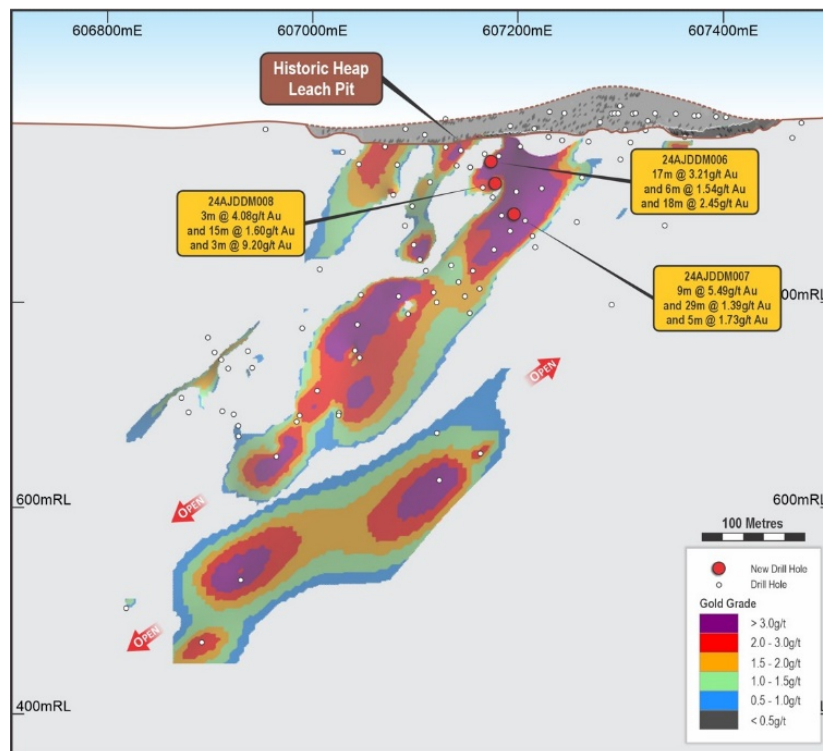 606800mE
607000mE
607200mE
607400mE
Historic Heap
Leach Pit
24AJDDM006
17m @ 3.21g/t Au
and 6m @ 1.54g/t Au
and 18m @ 2.45g/t Au
24AJDDM008
3m @ 4.08g/t Au
and 15m @ 1.60g/t Au
and 3m @ 9.20g/t Au
24AJDDM007
9m @ 5.49g/t Au
and 29m @ 1.39g/t Au
and 5m @ 1.73g/t Au
00mRL
OPEN
OPEN
600mRL
600mRL
100 Metres
OPEN
New Drill Hole
Drill Hole
Gold Grade
> 3.0g/t
2.0 - 3.0g/t
1.5 - 2.0g/t
1.0 - 1.5g/t
0.5 - 1.0g/t
< 0.5g/t
400mRL